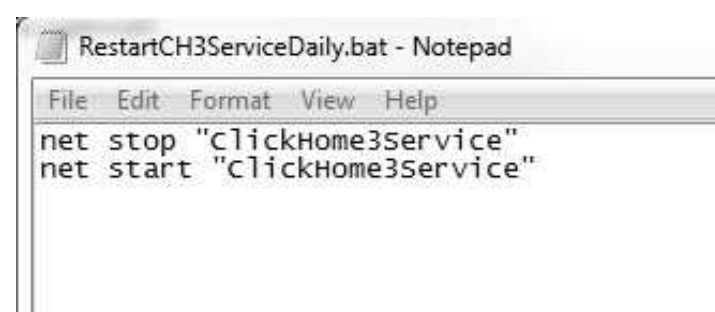 RestartCH3ServiceDaily.bat - Notepad
File Edit Format View Help
net stop "ClickHome3Service"
net start "ClickHome3Service"